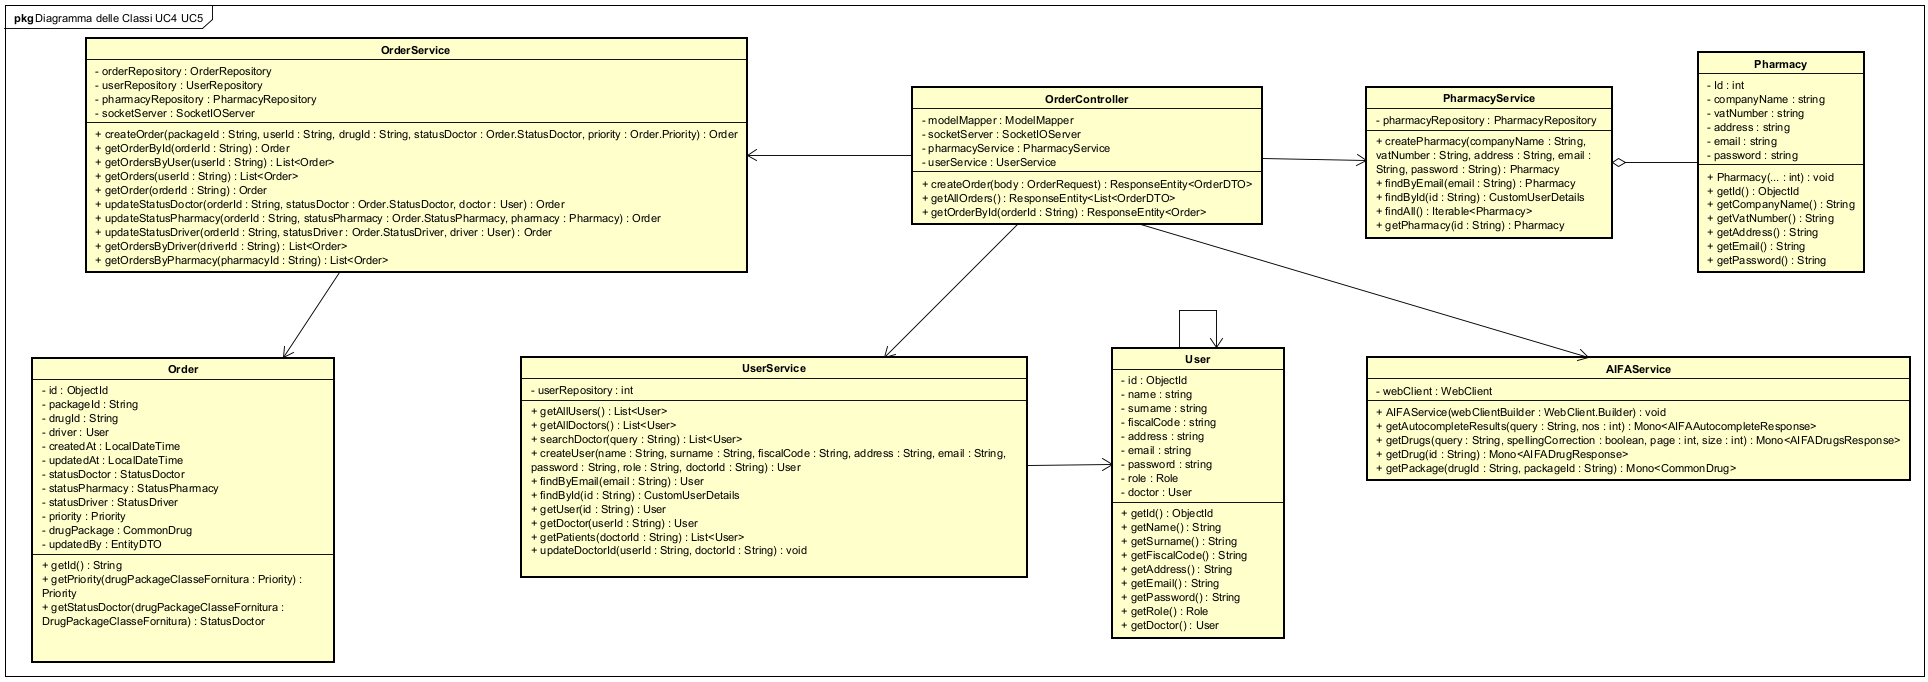 pkg Diagramma delle Classi UC4 UC5
OrderService
- orderRepository : OrderRepository
- userRepository : UserRepository
- pharmacyRepository : PharmacyRepository
- socketServer : SocketIOServer
+ createOrder(packageId : String, userId : String, drugId : String, statusDoctor : Order.StatusDoctor, priority : Order.Priority) : Order
+ getOrderById(orderId : String) : Order
+ getOrdersByUser(userId : String) : List<Order>
+ getOrders(userId : String) : List<Order>
+ getOrder(orderId : String) : Order
+ updateStatusDoctor(orderId : String, statusDoctor : Order.StatusDoctor, doctor : User) : Order
+ updateStatusPharmacy(orderId : String, statusPharmacy : Order.StatusPharmacy, pharmacy : Pharmacy) : Order
+ updateStatusDriver(orderId : String, statusDriver : Order.StatusDriver, driver : User) : Order
+ getOrdersByDriver(driverId : String) : List<Order>
+ getOrdersByPharmacy(pharmacyId : String) : List<Order>
OrderController
- modelMapper : ModelMapper
- socketServer : SocketIOServer
- pharmacyService : PharmacyService
- userService : UserService
+ createOrder(body : OrderRequest) : ResponseEntity<OrderDTO>
+ getAllOrders() : ResponseEntity<List<OrderDTO>
+ getOrderById(orderId : String) : ResponseEntity<Order>
PharmacyService
- pharmacyRepository : PharmacyRepository
+ createPharmacy(companyName : String,
vatNumber : String, address : String, email :
String, password : String) : Pharmacy
+ findByEmail(email : String) : Pharmacy
+ findById(id : String) : CustomUserDetails
+ findAll() : Iterable<Pharmacy>
+ getPharmacy(id : String) : Pharmacy
Pharmacy
- Id : int
- companyName : string
- vatNumber : string
- address : string
- email : string
- password : string
+ Pharmacy(... : int) : void
+ getId() : ObjectId
+ getCompanyName() : String
+ getVatNumber() : String
+ getAddress() : String
+ getEmail() : String
+ getPassword() : String
Order
- id : ObjectId
- packageId : String
- drugId : String
- driver : User
- createdAt : LocalDateTime
- updatedAt : LocalDateTime
- statusDoctor : StatusDoctor
- statusPharmacy : StatusPharmacy
- statusDriver : StatusDriver
- priority : Priority
- drugPackage : CommonDrug
- updatedBy : EntityDTO
+ getId() : String
+ getPriority(drugPackageClasseFornitura : Priority) :
Priority
+ getStatusDoctor(drugPackageClasseFornitura :
DrugPackageClasseFornitura) : StatusDoctor
UserService
- userRepository : int
+ getAllUsers() : List<User>
+ getAllDoctors() : List<User>
+ searchDoctor(query : String) : List<User>
+ createUser(name : String, surname : String, fiscalCode : String, address : String, email : String,
password : String, role : String, doctorId : String) : User
+ findByEmail(email : String) : User
+ findById(id : String) : CustomUserDetails
+ getUser(id : String) : User
+ getDoctor(userId : String) : User
+ getPatients(doctorId : String) : List<User>
+ updateDoctorId(userId : String, doctorId : String) : void
User
- id : ObjectId
- name : string
- surname : string
- fiscalCode : string
- address : string
- email : string
- password : string
- role : Role
- doctor : User
+ getId() : ObjectId
+ getName() : String
+ getSurname() : String
+ getFiscalCode() : String
+ getAddress() : String
+ getEmail() : String
+ getPassword() : String
+ getRole() : Role
+ getDoctor() : User
AIFAService
- webClient : WebClient
+ AIFAService(webClientBuilder : WebClient.Builder) : void
+ getAutocompleteResults(query : String, nos : int) : Mono<AIFAAutocompleteResponse>
+ getDrugs(query : String, spellingCorrection : boolean, page : int, size : int) : Mono<AIFADrugsResponse>
+ getDrug(id : String) : Mono<AIFADrugResponse>
+ getPackage(drugId : String, packageId : String) : Mono<CommonDrug>